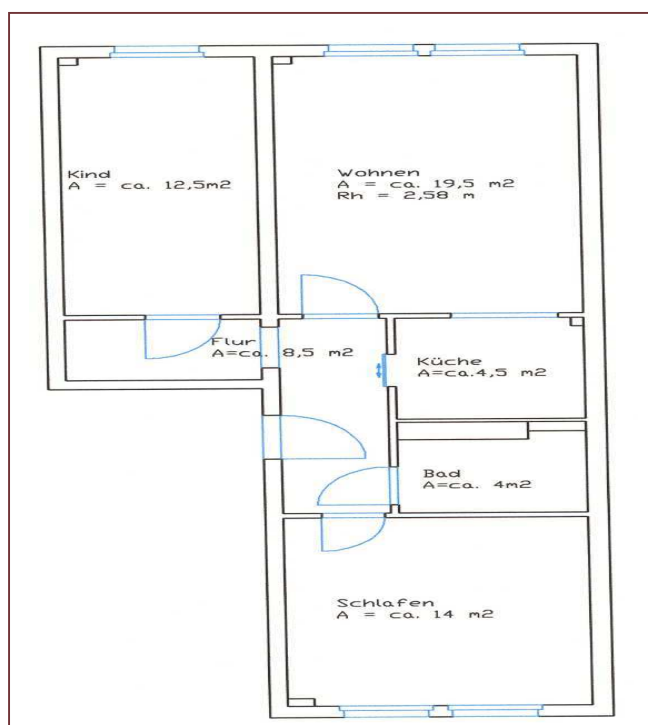 Kind
A = ca. 12,5m2
Wohnen
A = ca. 19,5 m2
Rh = 2,58 m
Flur
A=ca. 8,5 m2
Küche
A=ca.4,5 m2
Bad
A=ca. 4m2
Schlafen
A = ca. 14 m2